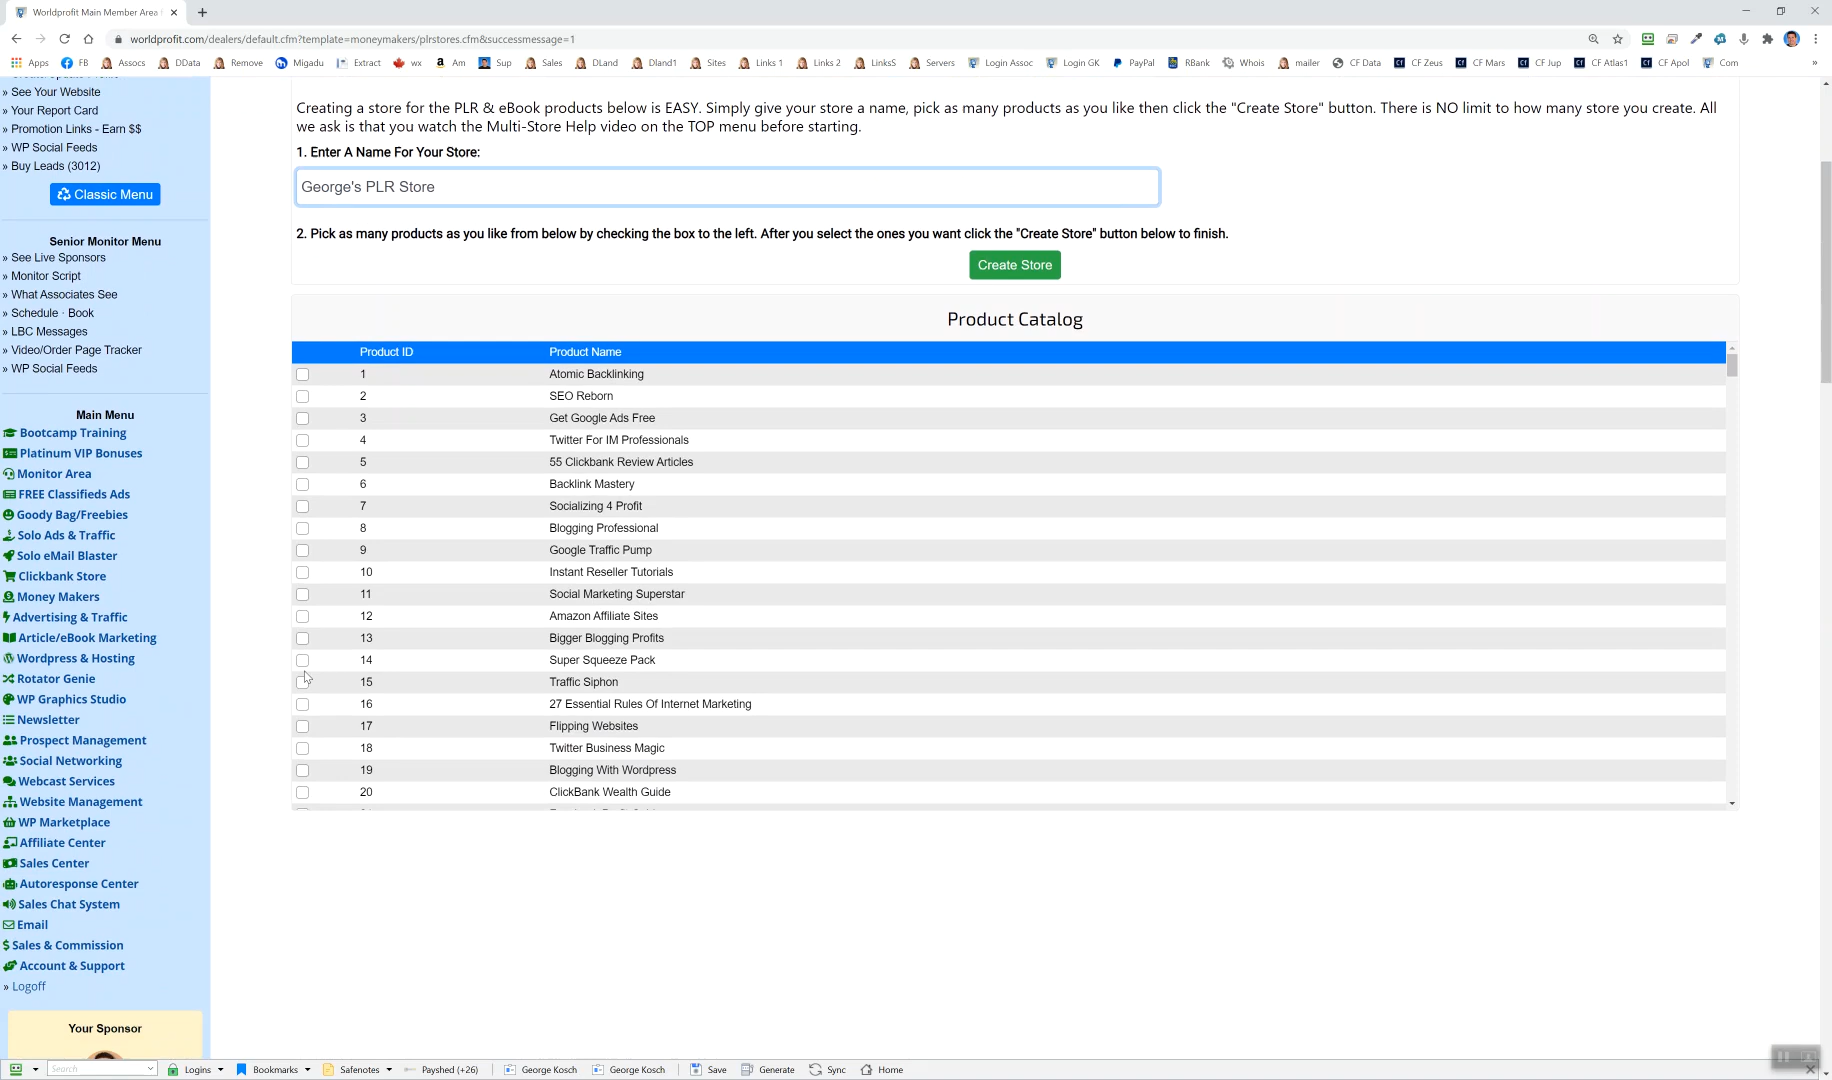 Worldprofit Main Member Area
worldprofit.com/dealers/default.cfm?template=moneymakers/plrstores.cfm&successmessage=1
Apps FB Assocs DData Remove Migadu Extract wx Am Sup Sales DLand Dland1 Sites Links 1 Links 2 LinksS Servers Login Assoc Login GK PayPal RBank Whois mailer CF Data CF Zeus CF Mars CF Jup CF Atlas1 CF Apol Com »
» See Your Website
» Your Report Card
» Promotion Links - Earn $$
» WP Social Feeds
» Buy Leads (3012)
Classic Menu
Senior Monitor Menu
» See Live Sponsors
» Monitor Script
» What Associates See
» Schedule · Book
» LBC Messages
» Video/Order Page Tracker
» WP Social Feeds
Main Menu
Bootcamp Training
Platinum VIP Bonuses
Monitor Area
FREE Classifieds Ads
Goody Bag/Freebies
Solo Ads & Traffic
Solo eMail Blaster
Clickbank Store
Money Makers
Advertising & Traffic
Article/eBook Marketing
Wordpress & Hosting
Rotator Genie
WP Graphics Studio
Newsletter
Prospect Management
Social Networking
Webcast Services
Website Management
WP Marketplace
Affiliate Center
Sales Center
Autoresponse Center
Sales Chat System
Email
Sales & Commission
Account & Support
» Logoff
Your Sponsor
Creating a store for the PLR & eBook products below is EASY. Simply give your store a name, pick as many products as you like then click the "Create Store" button. There is NO limit to how many store you create. All
we ask is that you watch the Multi-Store Help video on the TOP menu before starting.
1. Enter A Name For Your Store:
George's PLR Store
2. Pick as many products as you like from below by checking the box to the left. After you select the ones you want click the "Create Store" button below to finish.
Create Store
Product Catalog
Product ID Product Name
1 Atomic Backlinking
2 SEO Reborn
3 Get Google Ads Free
4 Twitter For IM Professionals
5 55 Clickbank Review Articles
6 Backlink Mastery
7 Socializing 4 Profit
8 Blogging Professional
9 Google Traffic Pump
10 Instant Reseller Tutorials
11 Social Marketing Superstar
12 Amazon Affiliate Sites
13 Bigger Blogging Profits
14 Super Squeeze Pack
15 Traffic Siphon
16 27 Essential Rules Of Internet Marketing
17 Flipping Websites
18 Twitter Business Magic
19 Blogging With Wordpress
20 ClickBank Wealth Guide
Search Logins Bookmarks Safenotes Payshed (+26) George Kosch George Kosch Save Generate Sync Home